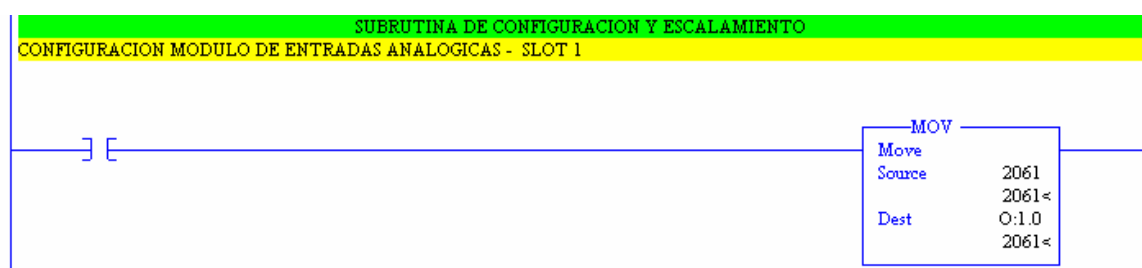 SUBRUTINA DE CONFIGURACION Y ESCALAMIENTO
CONFIGURACION MODULO DE ENTRADAS ANALOGICAS - SLOT 1
MOV
Move
Source 2061
2061<
Dest O:1.0
2061<